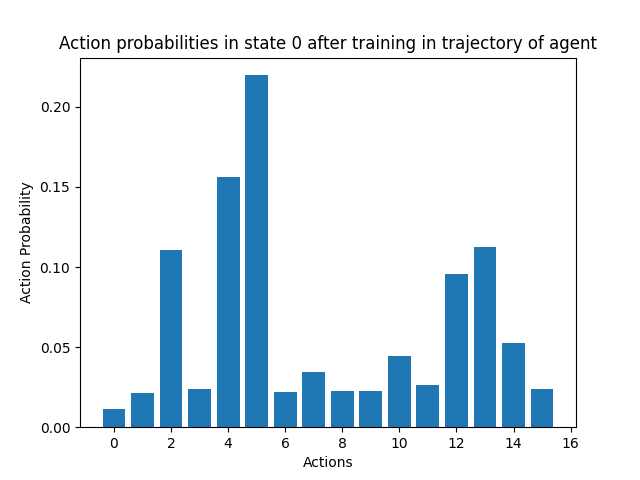 Action probabilities in state 0 after training in trajectory of agent
0.20
0.15
0.10
0.05
0.00
Action Probability
0 2 4 6 8 10 12 14 16
Actions